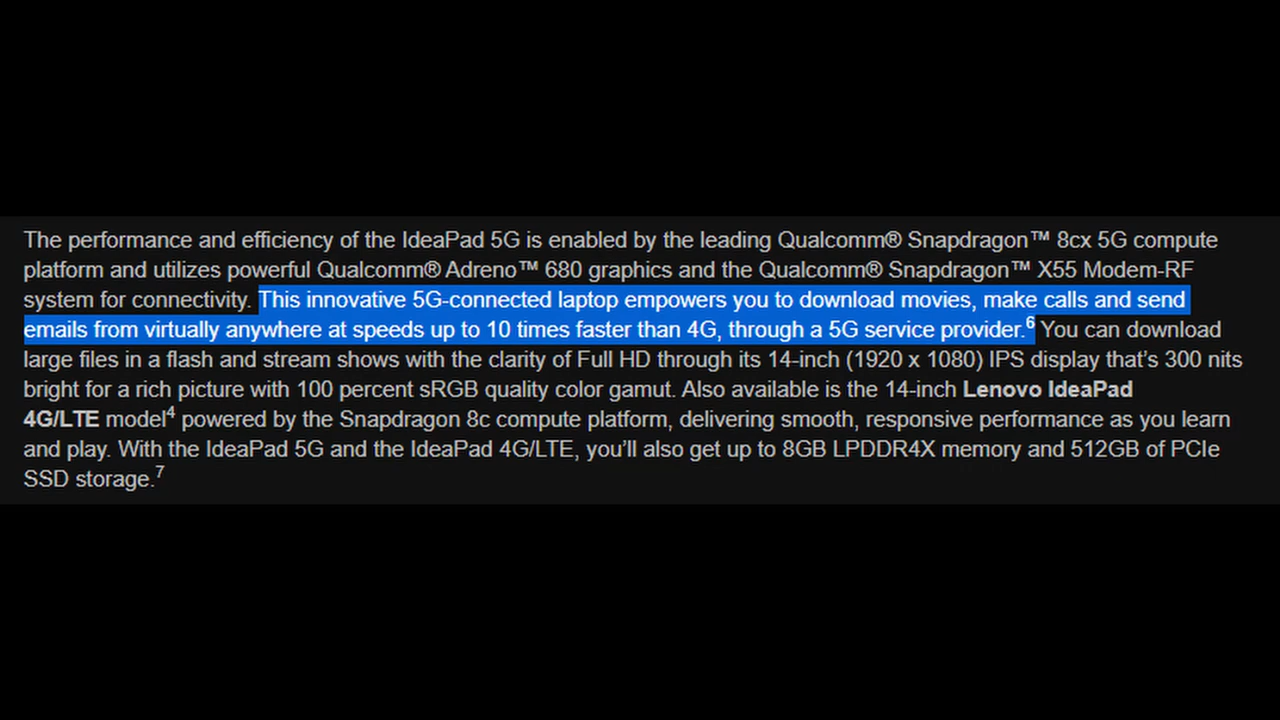 The performance and efficiency of the IdeaPad 5G is enabled by the leading Qualcomm® Snapdragon™ 8cx 5G compute
platform and utilizes powerful Qualcomm® Adreno™ 680 graphics and the Qualcomm® Snapdragon™ X55 Modem-RF
system for connectivity. This innovative 5G-connected laptop empowers you to download movies, make calls and send
emails from virtually anywhere at speeds up to 10 times faster than 4G, through a 5G service provider.⁶ You can download
large files in a flash and stream shows with the clarity of Full HD through its 14-inch (1920 x 1080) IPS display that’s 300 nits
bright for a rich picture with 100 percent sRGB quality color gamut. Also available is the 14-inch Lenovo IdeaPad
4G/LTE model⁴ powered by the Snapdragon 8c compute platform, delivering smooth, responsive performance as you learn
and play. With the IdeaPad 5G and the IdeaPad 4G/LTE, you’ll also get up to 8GB LPDDR4X memory and 512GB of PCIe
SSD storage.⁷